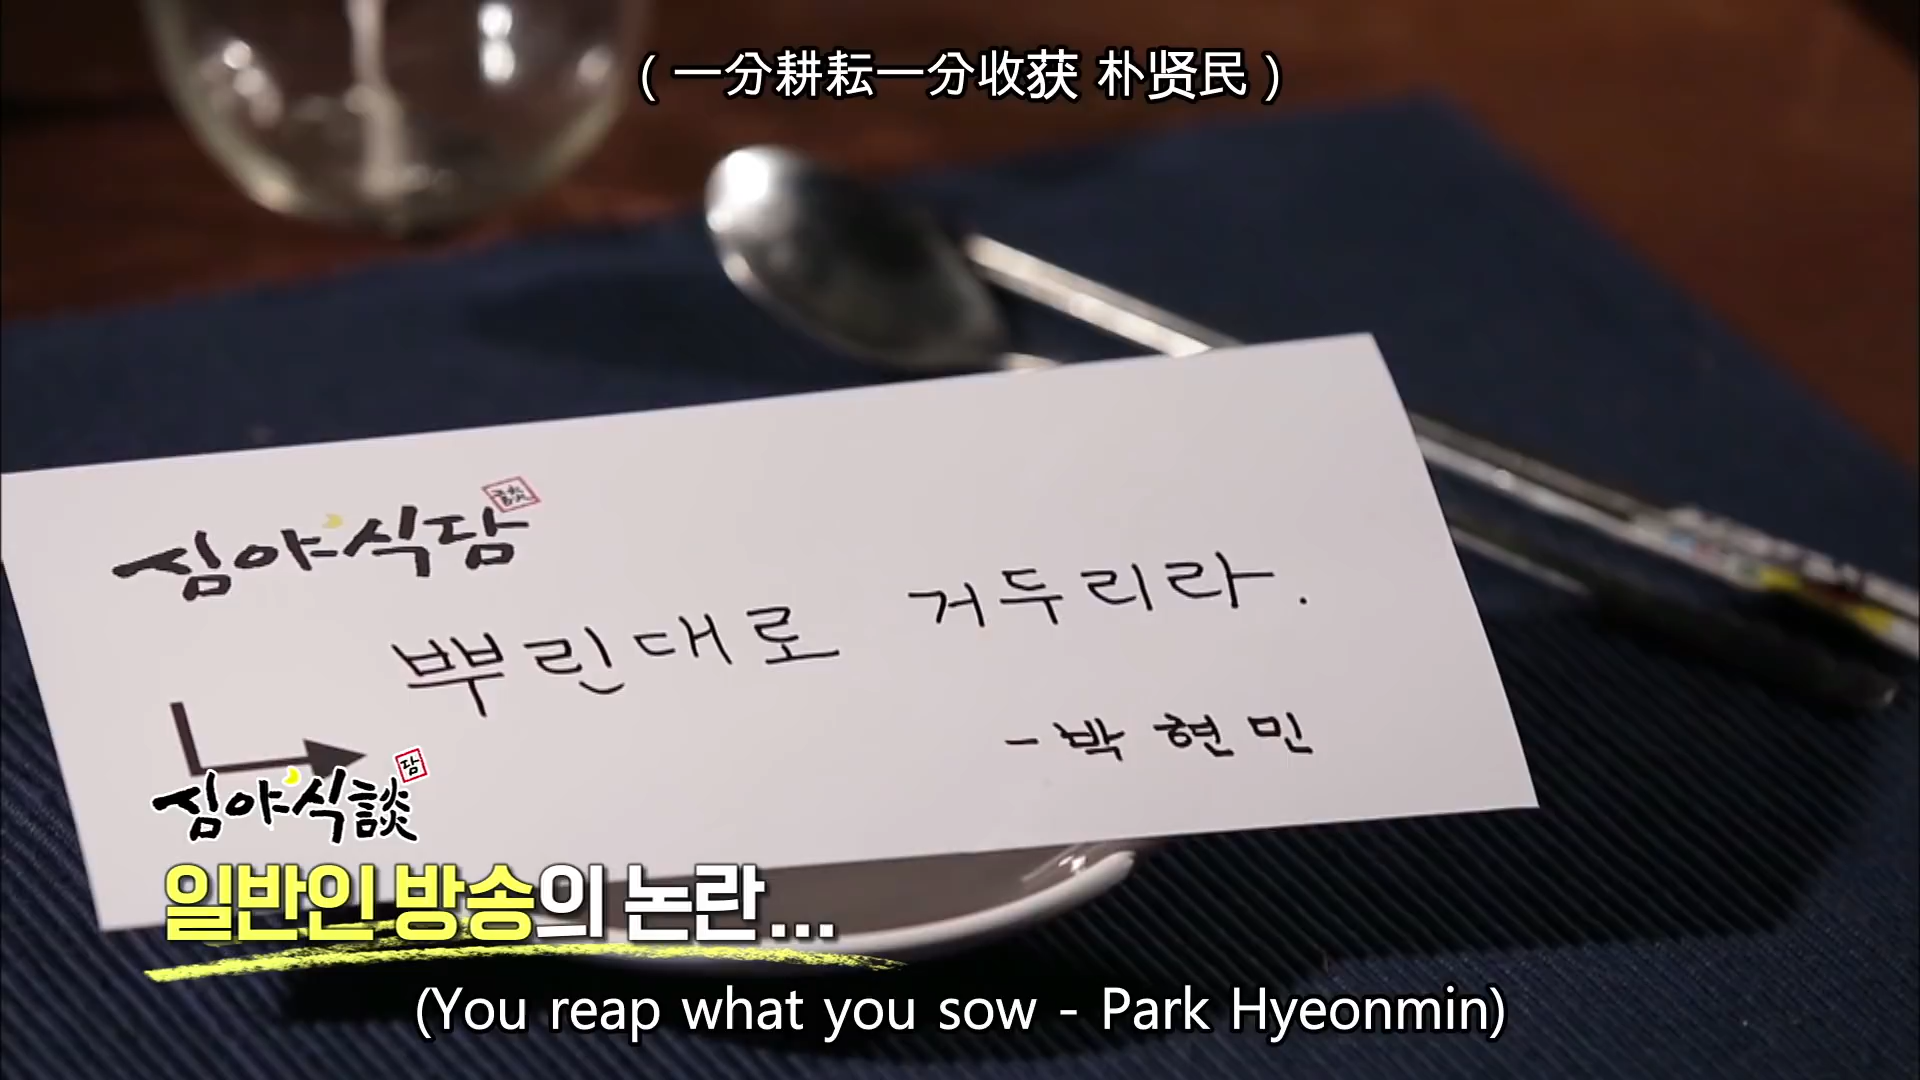 （一分耕耘一分收获 朴贤民）
談
심야식담
뿌린대로 거두리라.
-박 현 민
담
심야식談
일반인 방송의 논란...
(You reap what you sow - Park Hyeonmin)